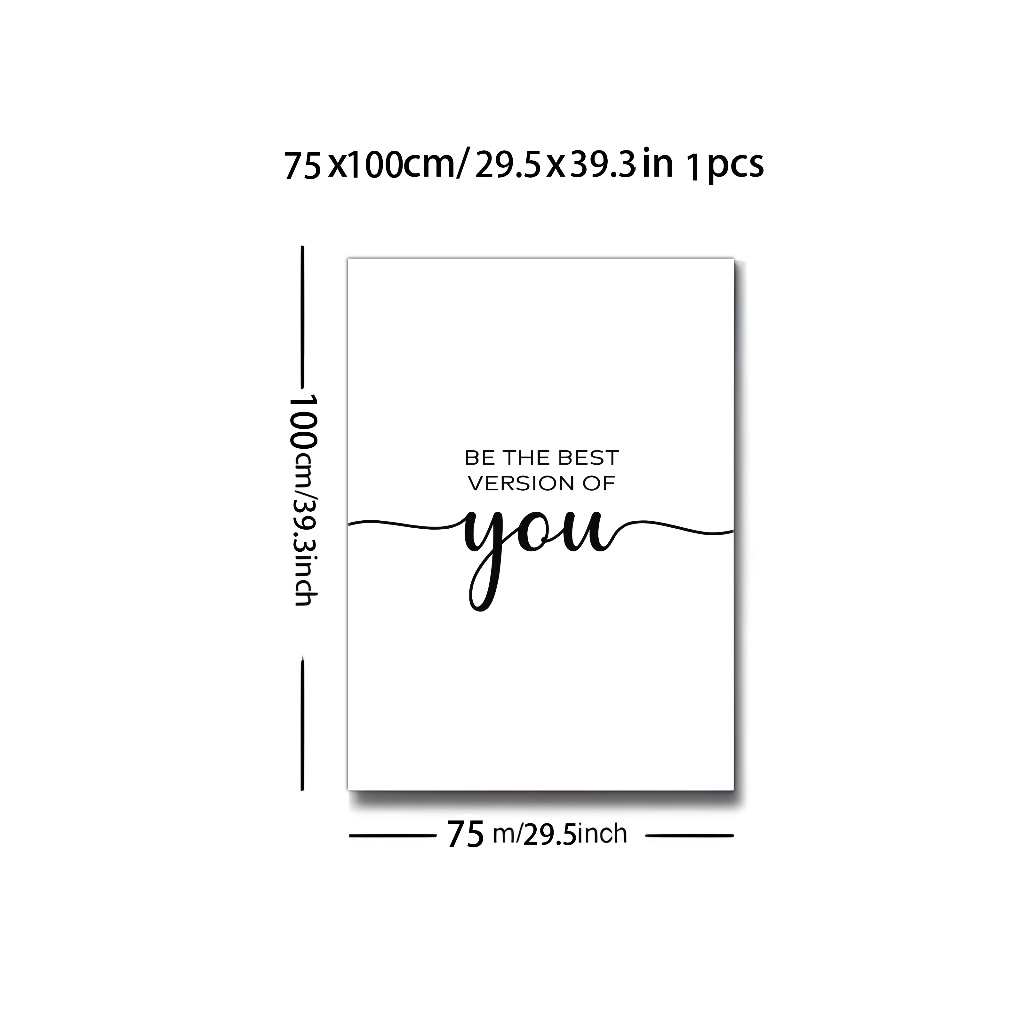 75x100cm/29.5x39.3in 1pcs
100cm/39.3inch
BE THE BEST
VERSION OF
you
75 m/29.5inch